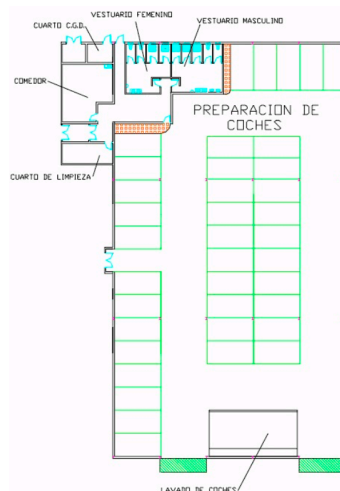 VESTUARIO FEMENINO
CUARTO C.G.D.
VESTUARIO MASCULINO
COMEDOR
PREPARACION DE
COCHES
CUARTO DE LIMPIEZA
LAVADO DE COCHES